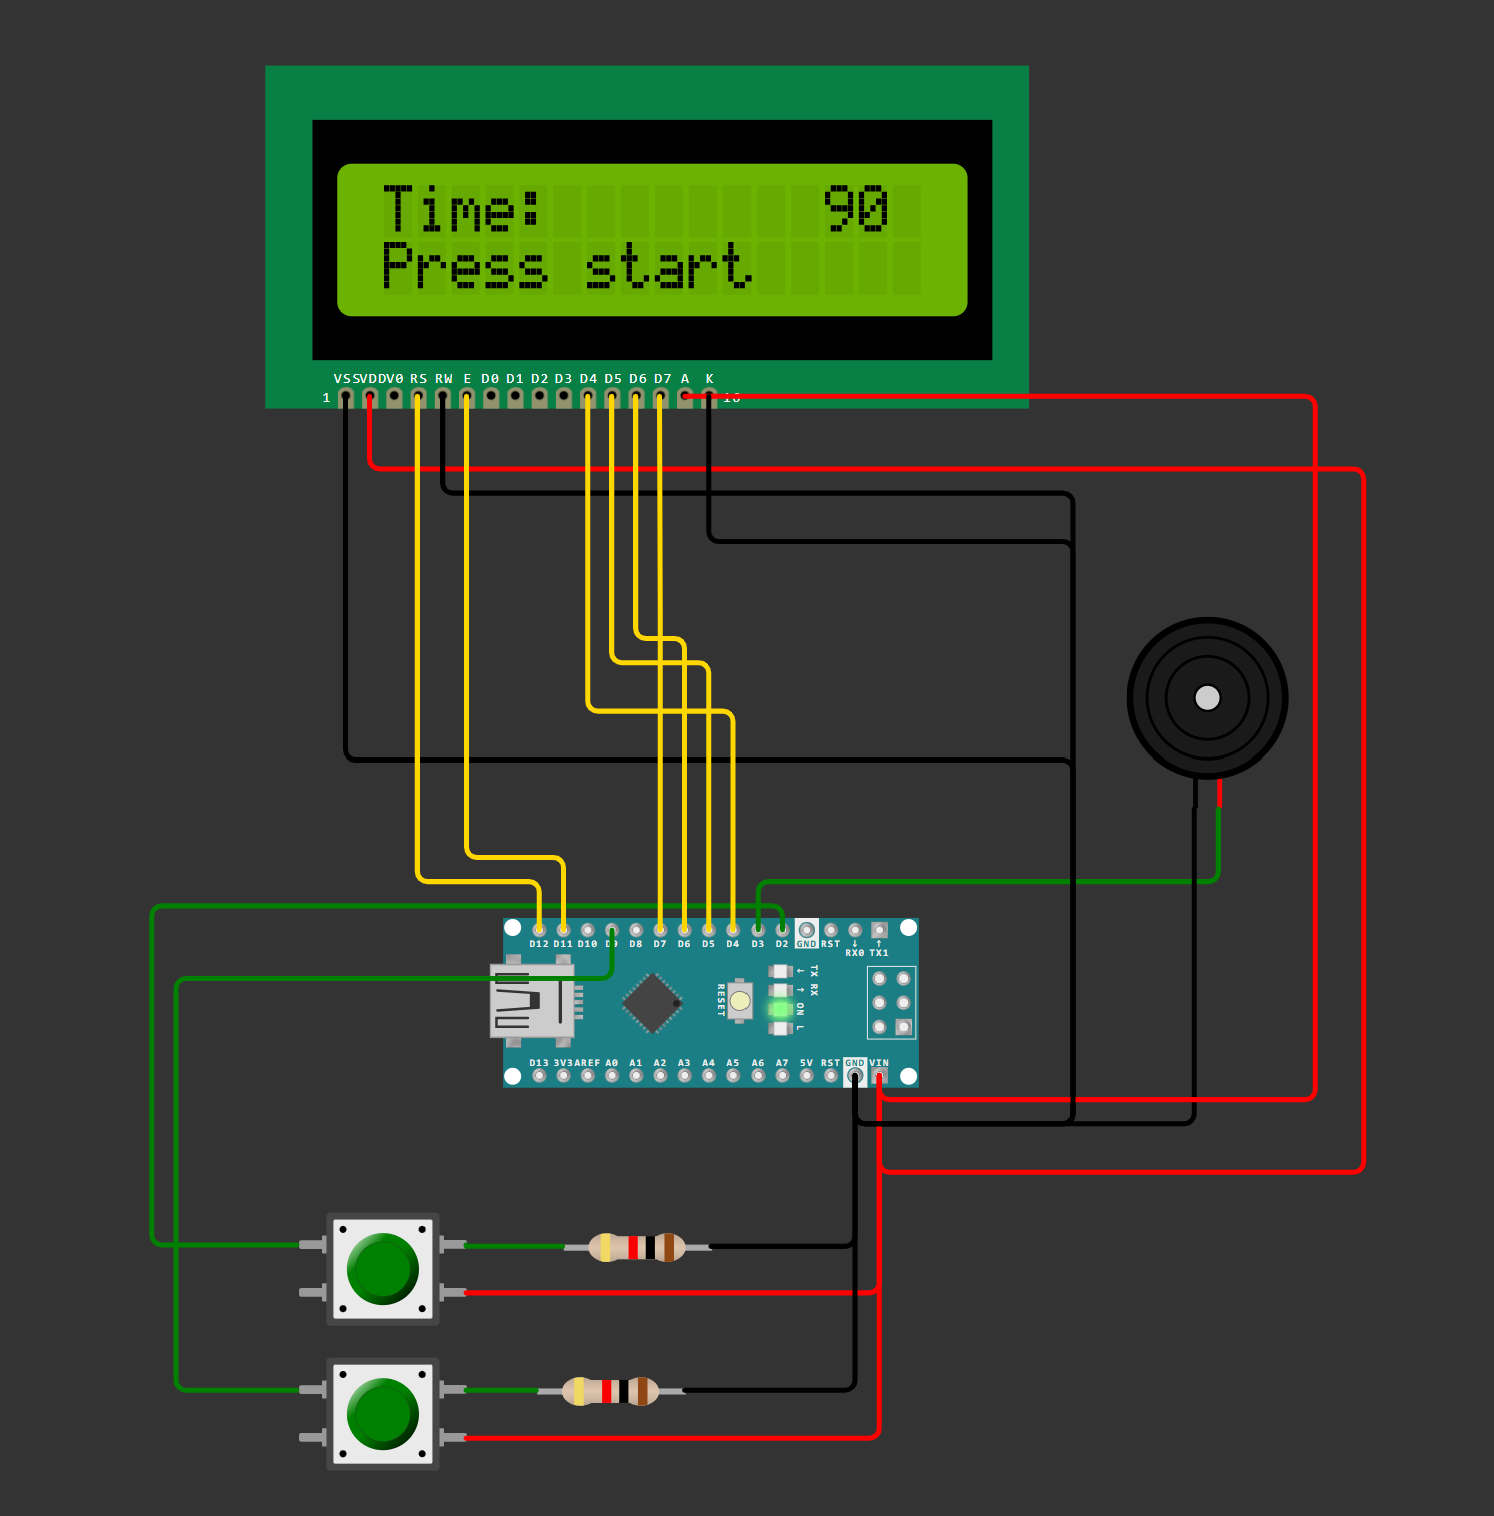 Time: 90
Press start
VSS VDD V0 RS RW E D0 D1 D2 D3 D4 D5 D6 D7 A K
1 16
D12 D11 D10 D9 D8 D7 D6 D5 D4 D3 D2 GND RST RX0 TX1
↓ ↑
RESET
TX →
RX ←
ON
L
D13 3V3 AREF A0 A1 A2 A3 A4 A5 A6 A7 5V RST GND VIN